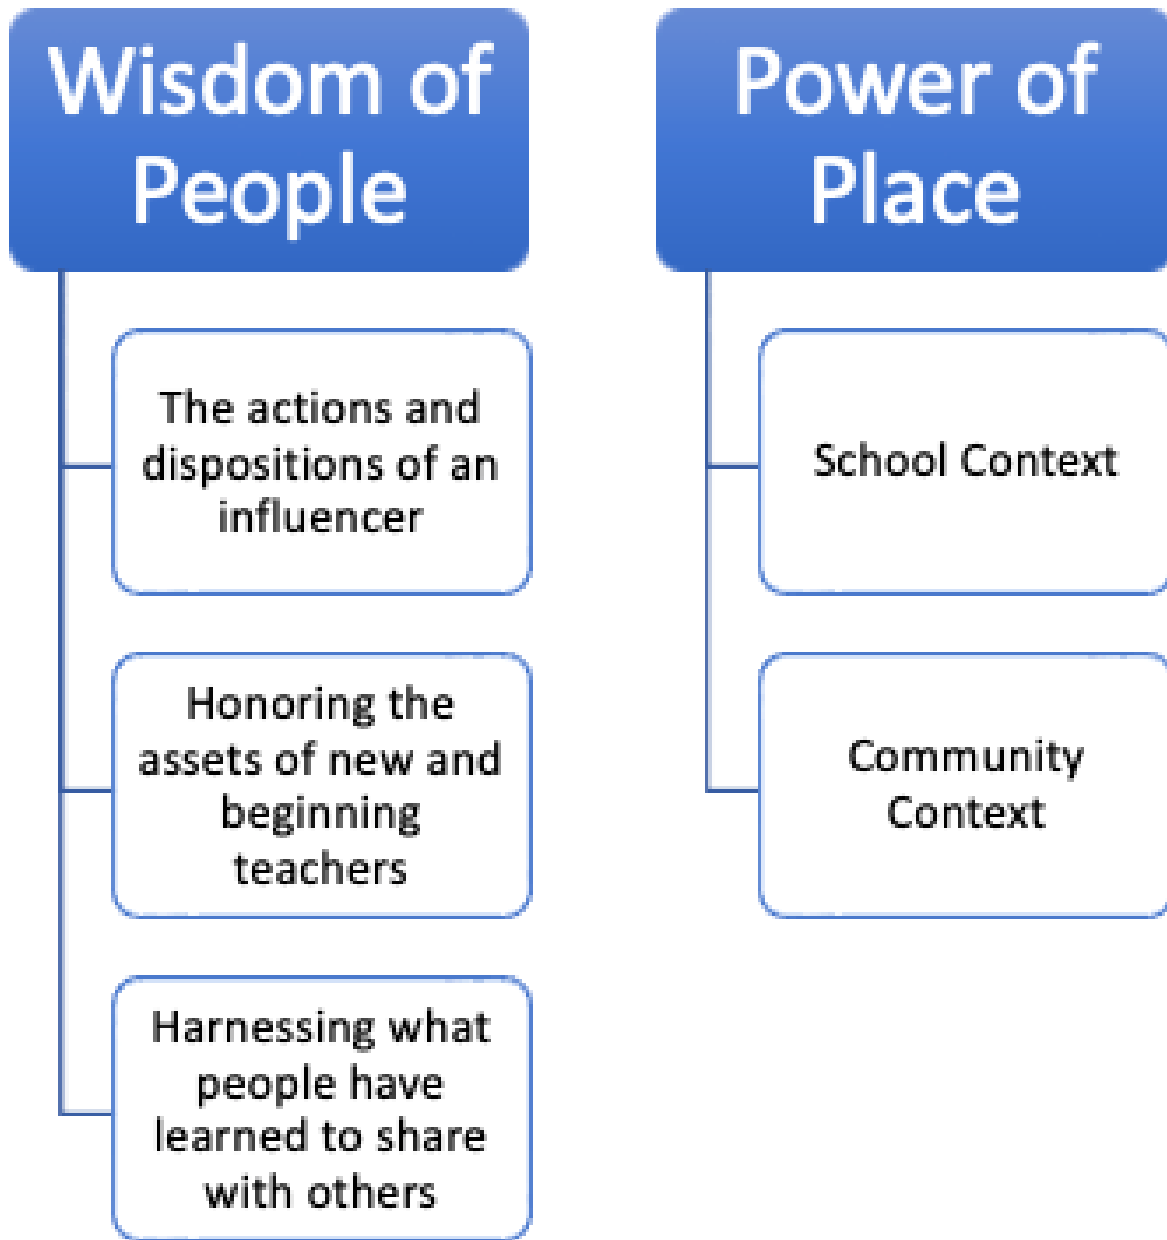 Wisdom of
People
The actions and
dispositions of an
influencer
Honoring the
assets of new and
beginning
teachers
Harnessing what
people have
learned to share
with others
Power of
Place
School Context
Community
Context